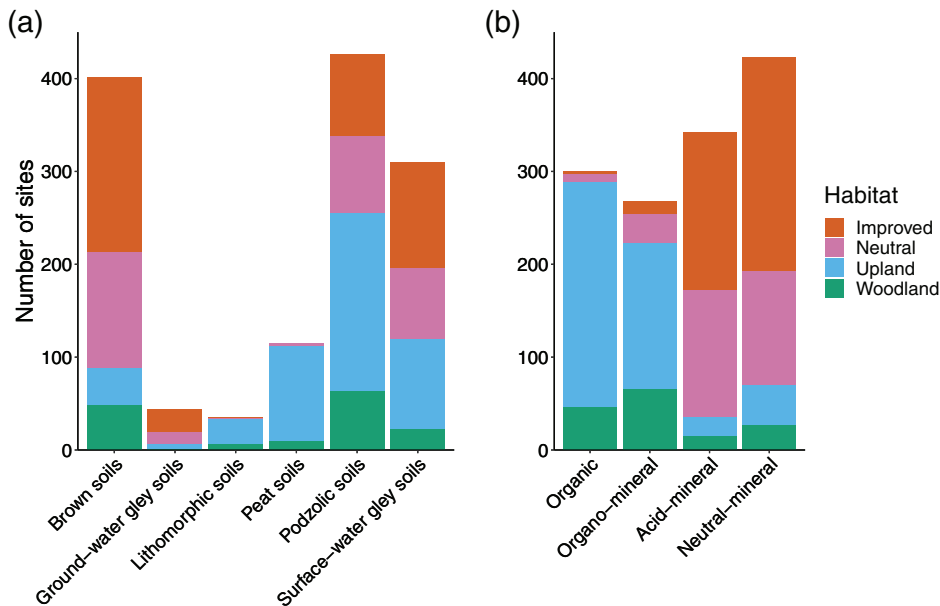 (a)
Number of sites
400
300
200
100
0
Brown soils
Ground-water gley soils
Lithomorphic soils
Peat soils
Podzolic soils
Surface-water gley soils
(b)
400
300
200
100
0
Organic
Organo-mineral
Acid-mineral
Neutral-mineral
Habitat
Improved
Neutral
Upland
Woodland